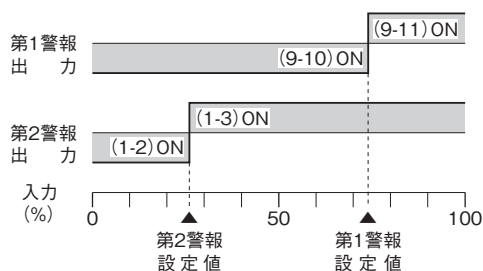 第1警報
出 力
(9-10)ON
(9-11)ON
第2警報
出 力
(1-2)ON
(1-3)ON
入力
(%)
0 50 100
第2警報
設 定 値
第1警報
設 定 値